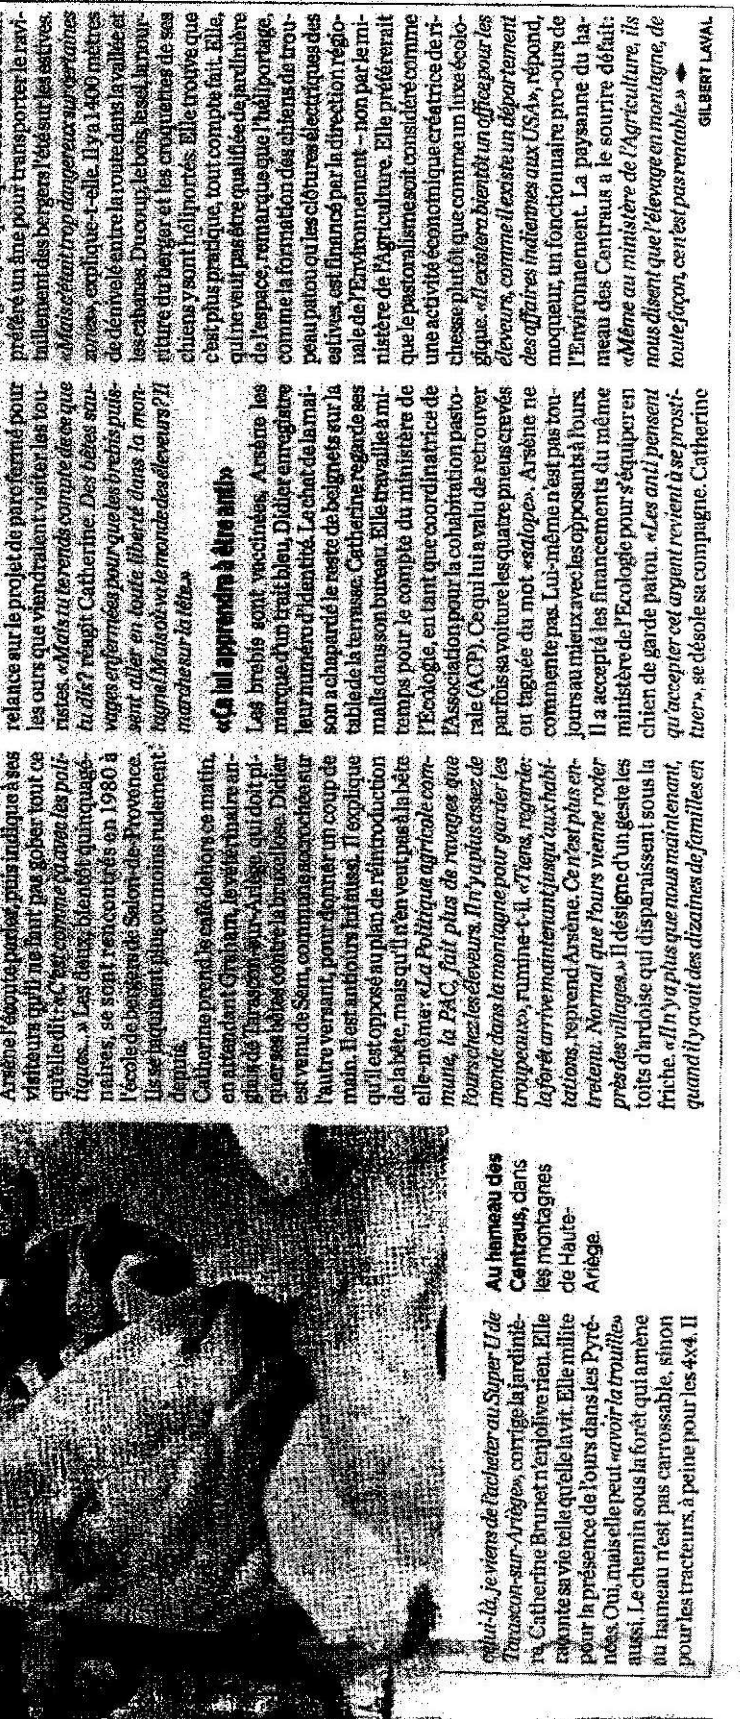 celui-là, je viens de l'acheter au Super U de
Tarascon-sur-Ariège», corrige la jardiniè-
re. Catherine Brunet n'enjolive rien. Elle
raconte sa vie telle qu'elle la vit. Elle milite
pour la présence de l'ours dans les Pyré-
nées. Oui, mais elle peut «avoir la trouille»
aussi. Le chemin sous la forêt qui amène
au hameau n'est pas carrossable, sinon
pour les tracteurs, à peine pour les 4x4. Il
Au hameau des
Centraus, dans
les montagnes
de Haute-
Ariège.
Arsène l'écoute parler, puis indique à ses
visiteurs qu'il ne faut pas gober tout ce
qu'elle dit: «C'est comme ça avec les poli-
tiques...» Les deux, bientôt quinquagé-
naires, se sont rencontrés en 1980 à
l'école de bergers de Salon-de-Provence.
Ils se taquinent plus ou moins rudement
depuis.
Catherine prend le café dehors ce matin,
en attendant Graham, le vétérinaire an-
glais de Tarascon-sur-Ariège, qui doit pi-
quer ses bêtes contre la brucellose. Didier
est venu de Sem, commune accrochée sur
l'autre versant, pour donner un coup de
main. Il est anti-ours lui aussi. Il explique
qu'il est opposé au plan de réintroduction
de la bête, mais qu'il n'en veut pas à la bête
elle-même: «La Politique agricole com-
mune, la PAC, fait plus de ravages que
l'ours chez les éleveurs. Il n'y a plus assez de
monde dans la montagne pour garder les
troupeaux», rumine-t-il. «Tiens, regarde:
la forêt arrive maintenant jusqu'aux habi-
tations, reprend Arsène. Ce n'est plus en-
tretenu. Normal que l'ours vienne roder
près des villages.» Il désigne d'un geste les
toits d'ardoise qui disparaissent sous la
friche. «Il n'y a plus que nous maintenant,
quand il y avait des dizaines de familles en
relance sur le projet de parc fermé pour
les ours que viendraient visiter les tou-
ristes. «Mais tu te rends compte de ce que
tu dis? réagit Catherine. Des bêtes sau-
vages enfermées pour que les brebis puis-
sent aller en toute liberté dans la mon-
tagne! Mais où va le monde des éleveurs? Il
marche sur la tête.»
«Ça lui apprendra à être anti»
Les brebis sont vaccinées, Arsène les
marque d'un trait bleu, Didier enregistre
leur numéro d'identité. Le chat de la mai-
son a chapardé le reste de beignets sur la
table de la terrasse. Catherine regarde ses
mails dans son bureau. Elle travaille à mi-
temps pour le compte du ministère de
l'Ecologie, en tant que coordinatrice de
l'Association pour la cohabitation pasto-
rale (ACP). Ce qui lui a valu de retrouver
parfois sa voiture les quatre pneus crevés
ou taguée du mot «salope». Arsène ne
commente pas. Lui-même n'est pas tou-
jours au mieux avec les opposants à l'ours.
Il a accepté les financements du même
ministère de l'Ecologie pour s'équiper en
chien de garde patou. «Les anti pensent
qu'accepter cet argent revient à se prosti-
tuer», se désole sa compagne. Catherine
préfère un âne pour transporter le ravi-
taillement des bergers l'été sur les estives.
«Mais c'était trop dangereux sur certaines
zones», explique-t-elle. Il y a 1400 mètres
de dénivelé entre la route dans la vallée et
les cabanes. Du coup, le bois, le sel, la nour-
riture du berger et les croquettes de ses
chiens y sont héliportés. Elle trouve que
c'est plus pratique, tout compte fait. Elle,
qui ne veut pas être qualifiée de jardinière
de l'espace, remarque que l'héliportage,
comme la formation des chiens de trou-
peau patou ou les clôtures électriques des
estives, est financé par la direction régio-
nale de l'Environnement – non par le mi-
nistère de l'Agriculture. Elle préférerait
que le pastoralisme soit considéré comme
une activité économique créatrice de ri-
chesse plutôt que comme un luxe écolo-
gique. «Il existera bientôt un office pour les
éleveurs, comme il existe un département
des affaires indiennes aux USA», répond,
moqueur, un fonctionnaire pro-ours de
l'Environnement. La paysanne du ha-
meau des Centraus a le sourire défait:
«Même au ministère de l'Agriculture, ils
nous disent que l'élevage en montagne, de
toute façon, ce n'est pas rentable.»
GILBERT LAVAL